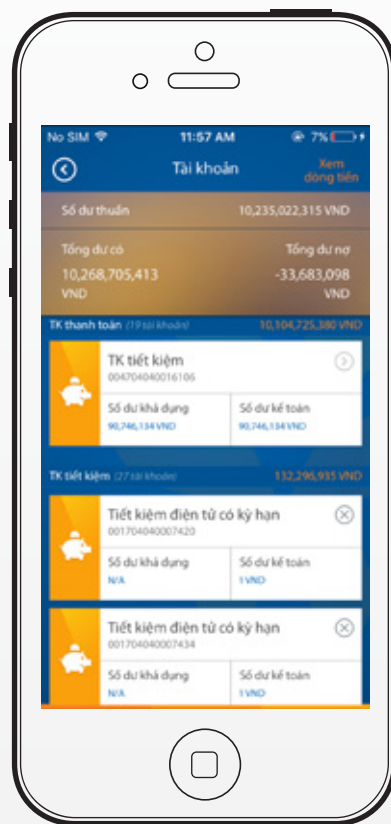 No SIM 11:57 AM 7%
Tài khoản
Xem
dòng tiền
Số dư thuần 10,235,022,315 VND
Tổng dư có Tổng dư nợ
10,268,705,413 -33,683,098
VND VND
TK thanh toán (19 tài khoản) 10,104,725,380 VND
TK tiết kiệm
004704040016106
Số dư khả dụng Số dư kế toán
90,746,134 VND 90,746,134 VND
TK tiết kiệm (27 tài khoản) 132,296,935 VND
Tiết kiệm điện tử có kỳ hạn
001704040007420
Số dư khả dụng Số dư kế toán
N/A 1 VND
Tiết kiệm điện tử có kỳ hạn
001704040007434
Số dư khả dụng Số dư kế toán
N/A 1 VND